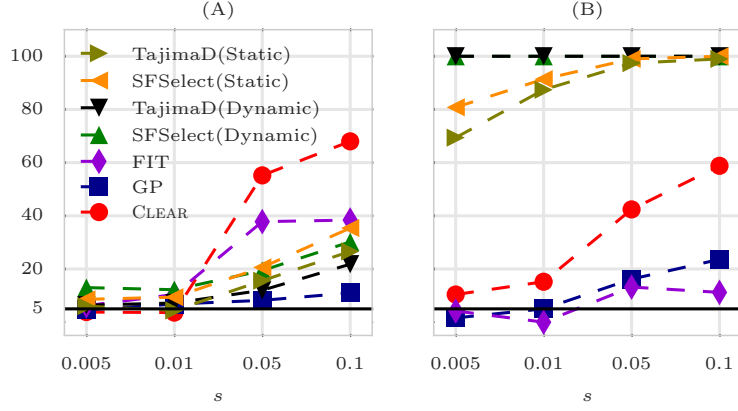 (A)
(B)
100
80
60
40
20
5
TajimaD(Static)
SFSelect(Static)
TajimaD(Dynamic)
SFSelect(Dynamic)
FIT
GP
CLEAR
0.005 0.01 0.05 0.1
0.005 0.01 0.05 0.1
s
s